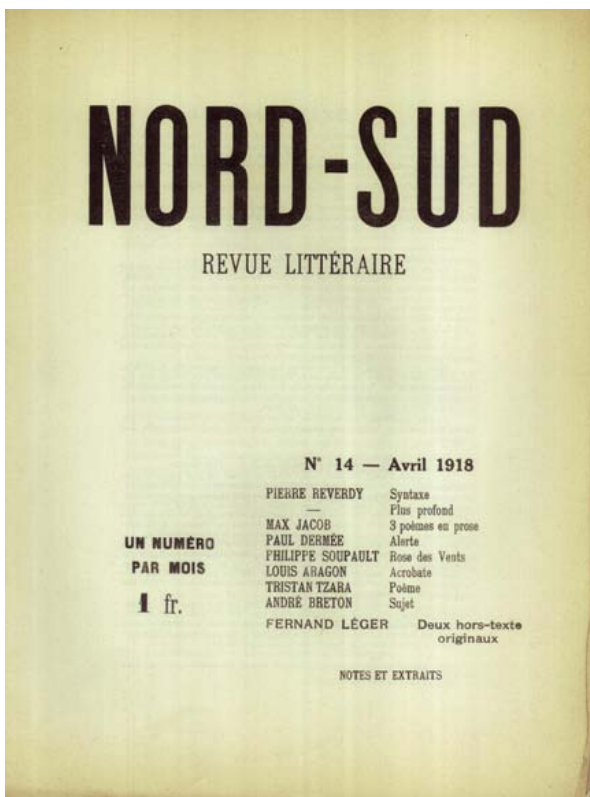 NORD-SUD
REVUE LITTÉRAIRE
N° 14 — Avril 1918
PIERRE REVERDY Syntaxe
— Plus profond
MAX JACOB 3 poèmes en prose
PAUL DERMÉE Alerte
PHILIPPE SOUPAULT Rose des Vents
LOUIS ARAGON Acrobate
TRISTAN TZARA Poème
ANDRÉ BRETON Sujet
FERNAND LÉGER Deux hors-texte
originaux
UN NUMÉRO
PAR MOIS
1 fr.
NOTES ET EXTRAITS